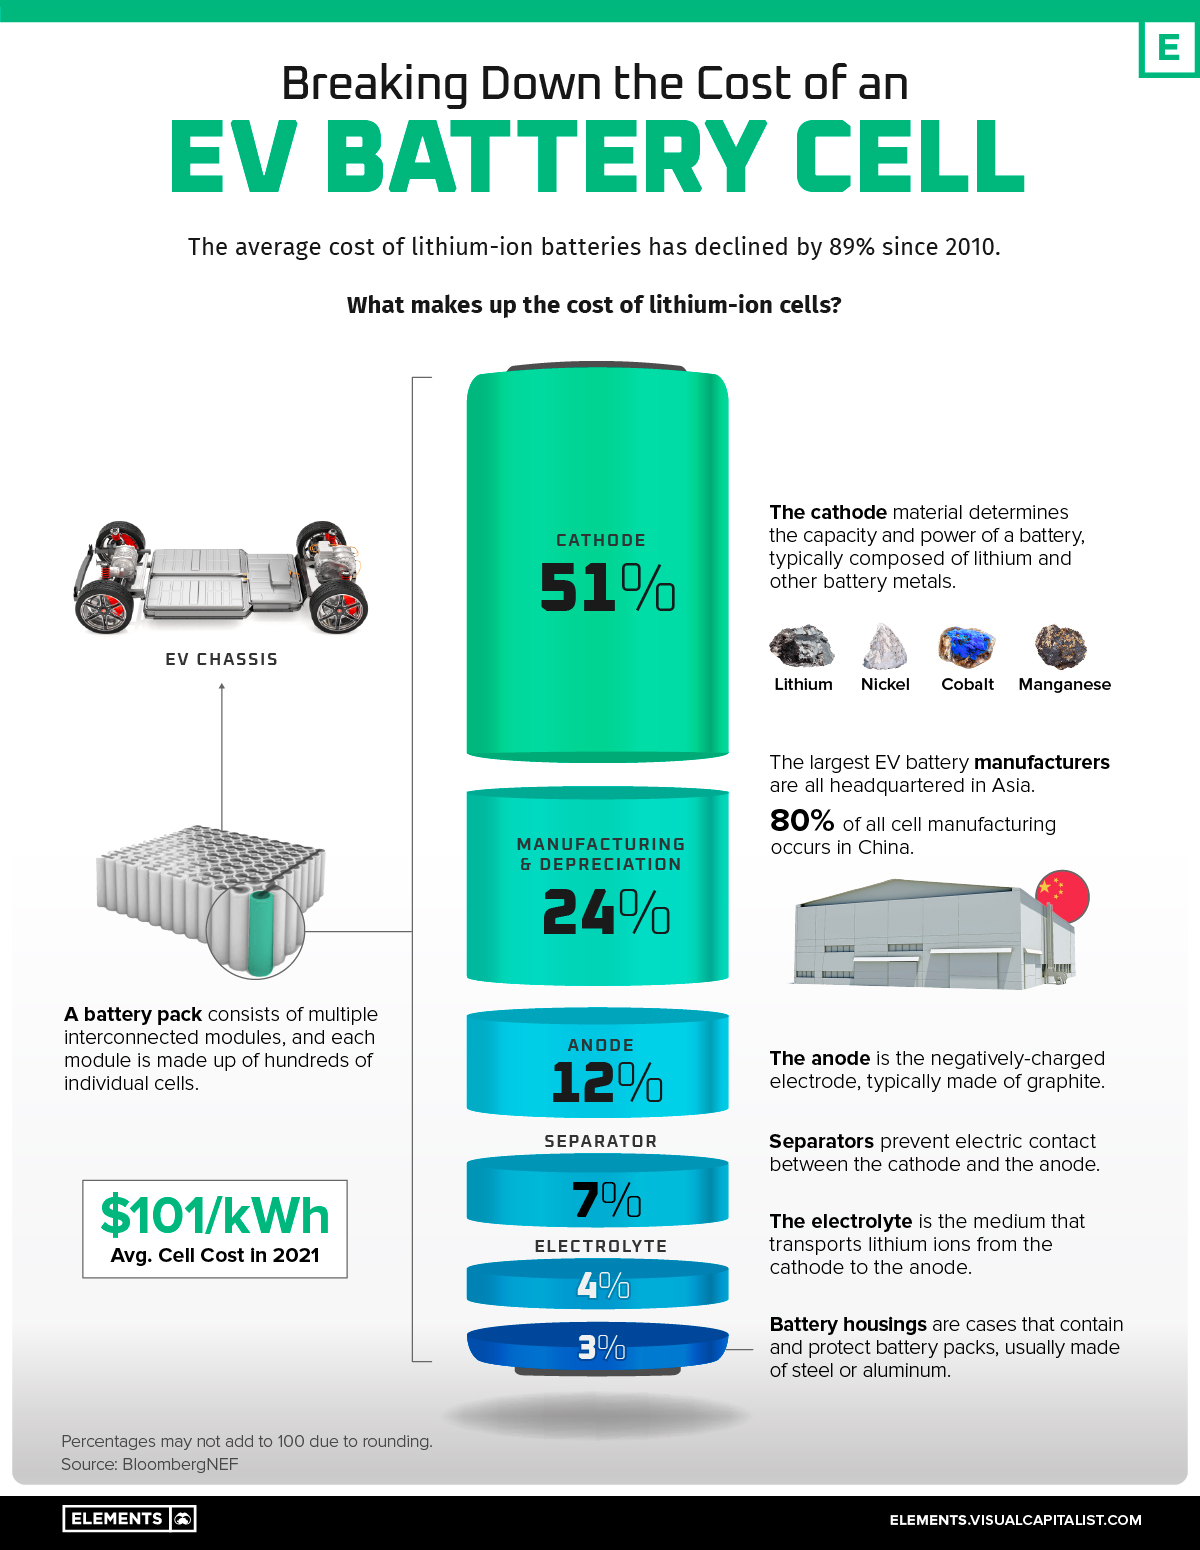 E
Breaking Down the Cost of an
EV BATTERY CELL
The average cost of lithium-ion batteries has declined by 89% since 2010.
What makes up the cost of lithium-ion cells?
EV CHASSIS
A battery pack consists of multiple
interconnected modules, and each
module is made up of hundreds of
individual cells.
$101/kWh
Avg. Cell Cost in 2021
CATHODE
51%
The cathode material determines
the capacity and power of a battery,
typically composed of lithium and
other battery metals.
Lithium Nickel Cobalt Manganese
MANUFACTURING
& DEPRECIATION
24%
The largest EV battery manufacturers
are all headquartered in Asia.
80% of all cell manufacturing
occurs in China.
ANODE
12%
The anode is the negatively-charged
electrode, typically made of graphite.
SEPARATOR
7%
Separators prevent electric contact
between the cathode and the anode.
ELECTROLYTE
4%
The electrolyte is the medium that
transports lithium ions from the
cathode to the anode.
3%
Battery housings are cases that contain
and protect battery packs, usually made
of steel or aluminum.
Percentages may not add to 100 due to rounding.
Source: BloombergNEF
ELEMENTS
ELEMENTS.VISUALCAPITALIST.COM